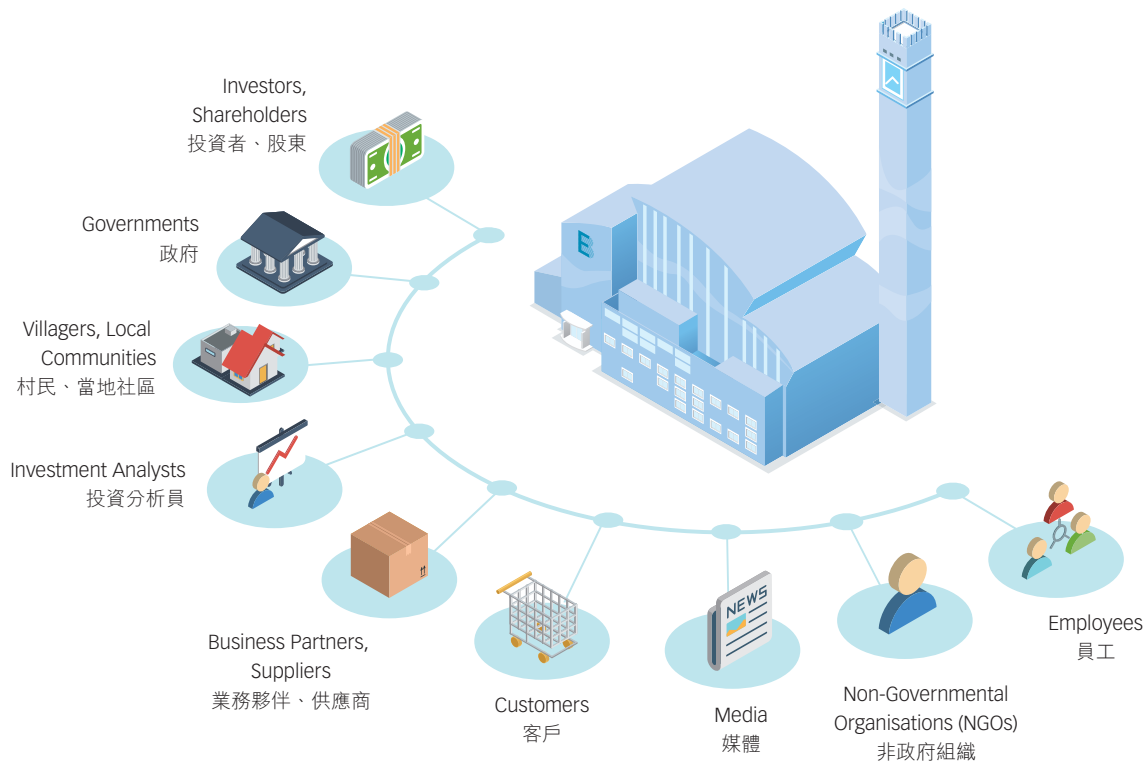 Investors,
Shareholders
投資者、股東
Governments
政府
Villagers, Local
Communities
村民、當地社區
Investment Analysts
投資分析員
Business Partners,
Suppliers
業務夥伴、供應商
Customers
客戶
NEWS
Media
媒體
Non-Governmental
Organisations (NGOs)
非政府組織
Employees
員工
B